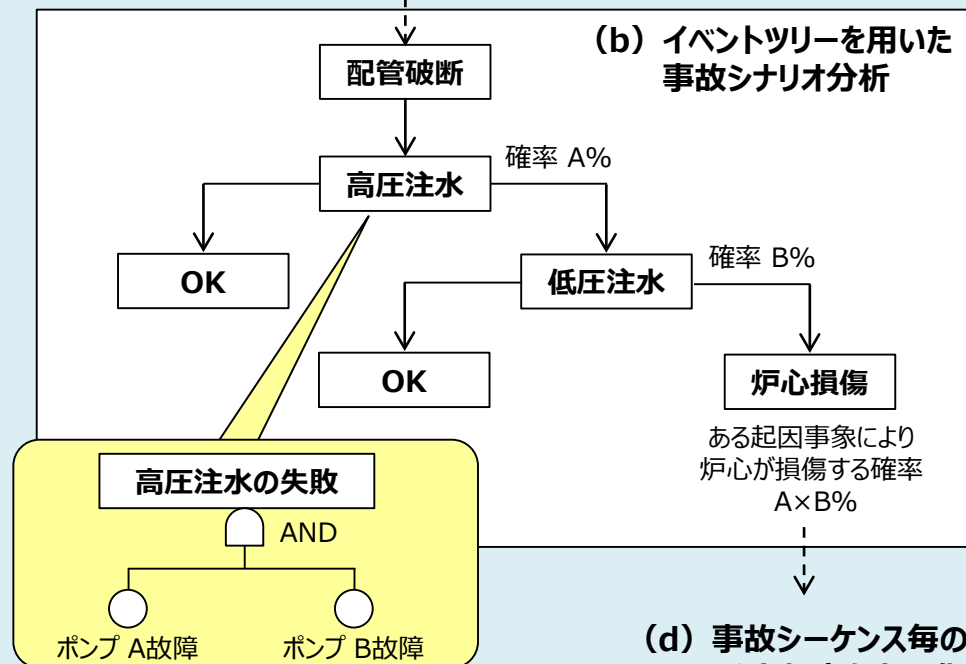 （b）イベントツリーを用いた
事故シナリオ分析
配管破断
高圧注水
確率 A%
OK
低圧注水
確率 B%
OK
炉心損傷
ある起因事象により
炉心が損傷する確率
A×B%
高圧注水の失敗
AND
ポンプ A故障
ポンプ B故障
（d）事故シーケンス毎の